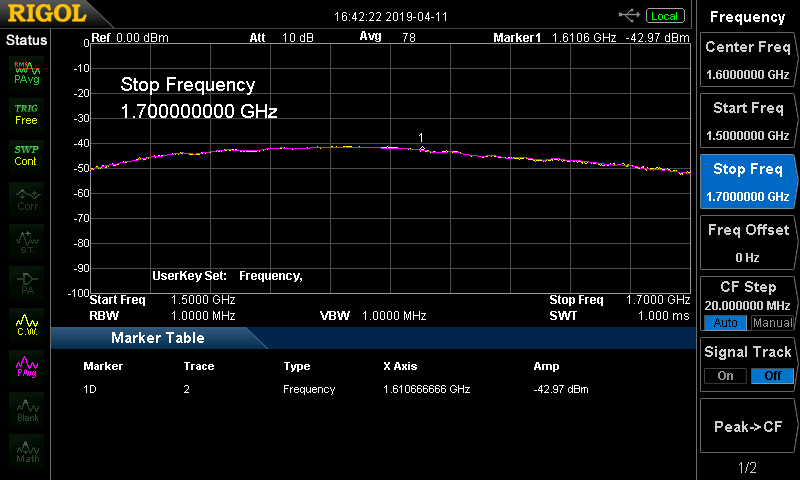 RIGOL
16:42:22 2019-04-11
Local
Frequency
Status
Ref 0.00 dBm Att 10 dB Avg 78 Marker1 1.6106 GHz -42.97 dBm
Center Freq
1.6000000 GHz
Start Freq
1.5000000 GHz
Stop Freq
1.7000000 GHz
Freq Offset
0 Hz
CF Step
20.000000 MHz
Auto Manual
Signal Track
On Off
Peak->CF
1/2
RMS
PAvg
TRIG
Free
SWP
Cont
Corr
S.T.
PA
C.W.
P.Avg
Blank
Math
0
-10
-20
-30
-40
-50
-60
-70
-80
-90
-100
Stop Frequency
1.700000000 GHz
1
UserKey Set: Frequency,
Start Freq 1.5000 GHz Stop Freq 1.7000 GHz
RBW 1.0000 MHz VBW 1.0000 MHz SWT 1.000 ms
Marker Table
Marker Trace Type X Axis Amp
1D 2 Frequency 1.610666666 GHz -42.97 dBm